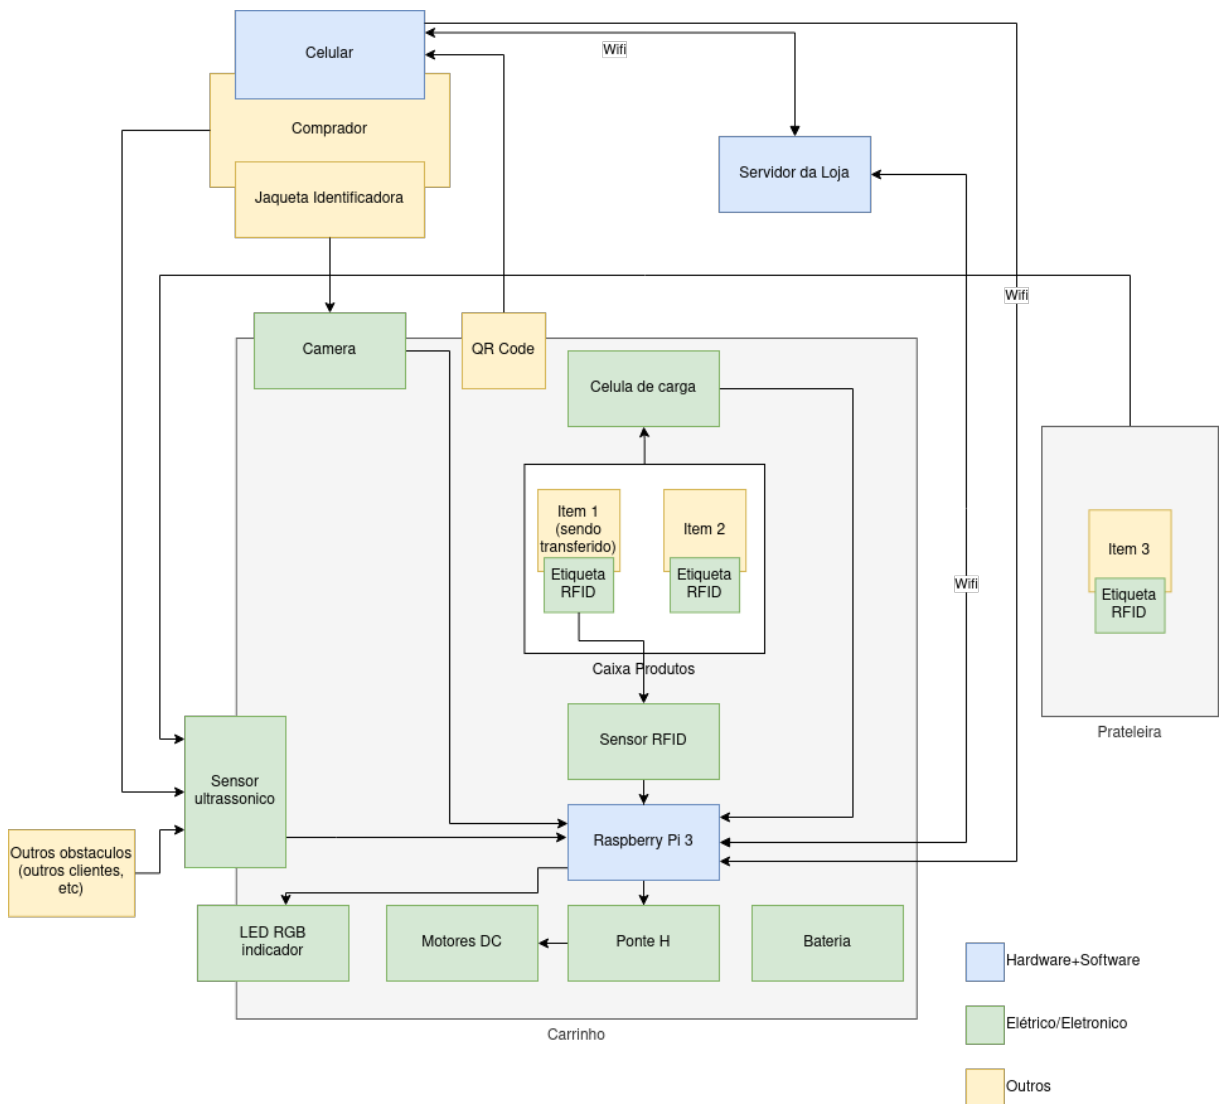 Celular
Wifi
Comprador
Servidor da Loja
Jaqueta Identificadora
Wifi
Camera
QR Code
Celula de carga
Item 1
(sendo
transferido)
Item 2
Etiqueta
RFID
Etiqueta
RFID
Item 3
Etiqueta
RFID
Wifi
Caixa Produtos
Prateleira
Sensor RFID
Sensor
ultrassonico
Raspberry Pi 3
Outros obstaculos
(outros clientes,
etc)
LED RGB
indicador
Motores DC
Ponte H
Bateria
Hardware+Software
Elétrico/Eletronico
Carrinho
Outros